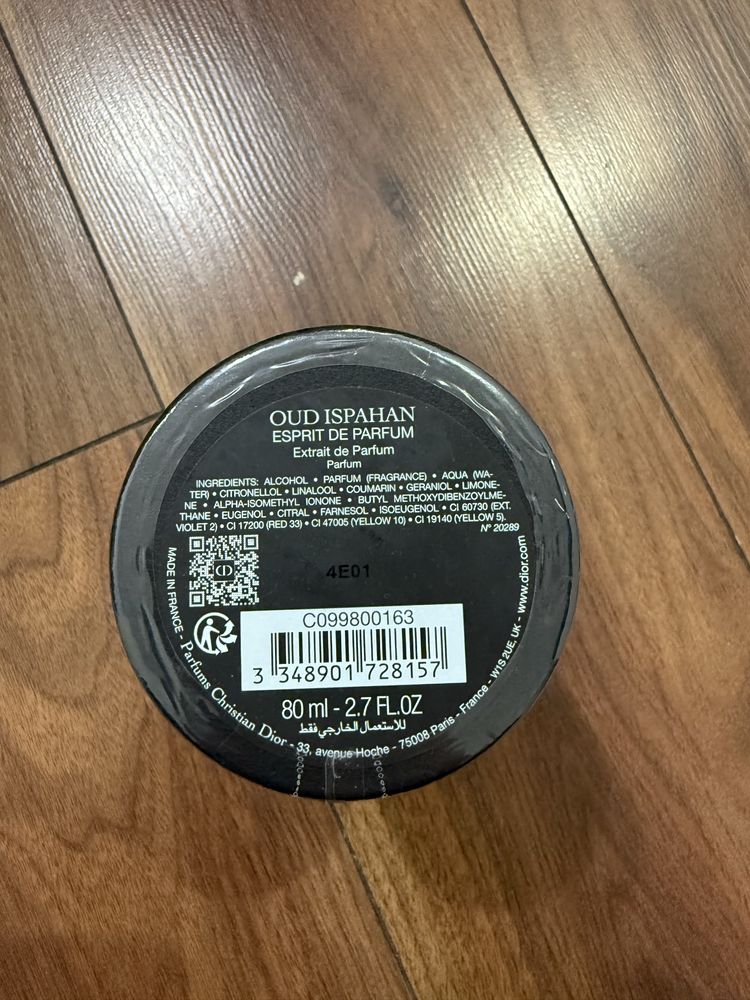 OUD ISPAHAN
ESPRIT DE PARFUM
Extrait de Parfum
Parfum
INGREDIENTS: ALCOHOL • PARFUM (FRAGRANCE) • AQUA (WA-
TER) • CITRONELLOL • LINALOOL • COUMARIN • GERANIOL • LIMONE-
NE • ALPHA-ISOMETHYL IONONE • BUTYL METHOXYDIBENZOYLME-
THANE • EUGENOL • CITRAL • FARNESOL • ISOEUGENOL • CI 60730 (EXT.
VIOLET 2) • CI 17200 (RED 33) • CI 47005 (YELLOW 10) • CI 19140 (YELLOW 5).
N° 20289
CD
4E01
C099800163
3 348901 728157
80 ml - 2.7 FL.OZ
للاستعمال الخارجي فقط
MADE IN FRANCE - Parfums Christian Dior - 33, avenue Hoche - 75008 Paris - France - W1S 2UE, UK - www.dior.com